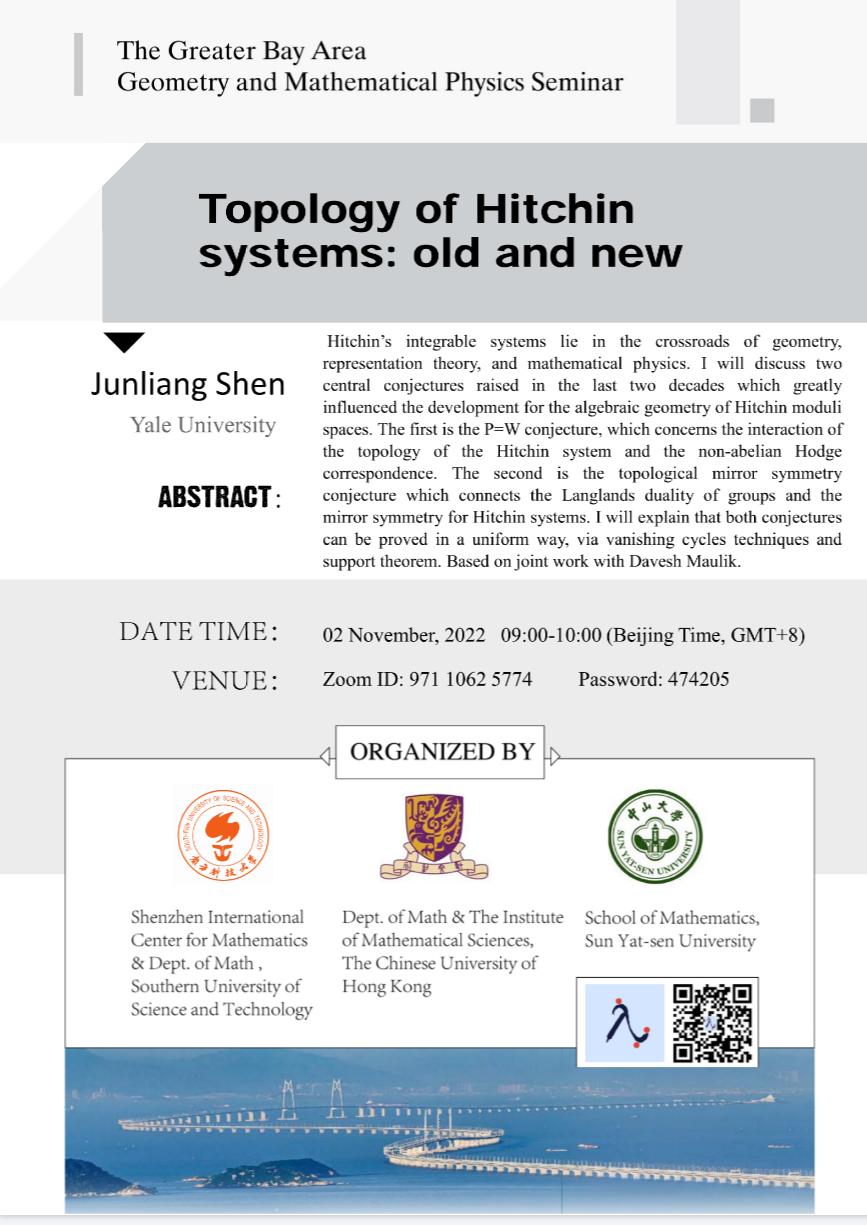 The Greater Bay Area
Geometry and Mathematical Physics Seminar
Topology of Hitchin
systems: old and new
Junliang Shen
Yale University
ABSTRACT:
Hitchin's integrable systems lie in the crossroads of geometry,
representation theory, and mathematical physics. I will discuss two
central conjectures raised in the last two decades which greatly
influenced the development for the algebraic geometry of Hitchin moduli
spaces. The first is the P=W conjecture, which concerns the interaction of
the topology of the Hitchin system and the non-abelian Hodge
correspondence. The second is the topological mirror symmetry
conjecture which connects the Langlands duality of groups and the
mirror symmetry for Hitchin systems. I will explain that both conjectures
can be proved in a uniform way, via vanishing cycles techniques and
support theorem. Based on joint work with Davesh Maulik.
DATE TIME: 02 November, 2022 09:00-10:00 (Beijing Time, GMT+8)
VENUE: Zoom ID: 971 1062 5774 Password: 474205
ORGANIZED BY
SOUTHERN UNIVERSITY OF SCIENCE AND TECHNOLOGY
南方科技大学
中山大学
SUN YAT-SEN UNIVERSITY
Shenzhen International
Center for Mathematics
& Dept. of Math ,
Southern University of
Science and Technology
Dept. of Math & The Institute
of Mathematical Sciences,
The Chinese University of
Hong Kong
School of Mathematics,
Sun Yat-sen University